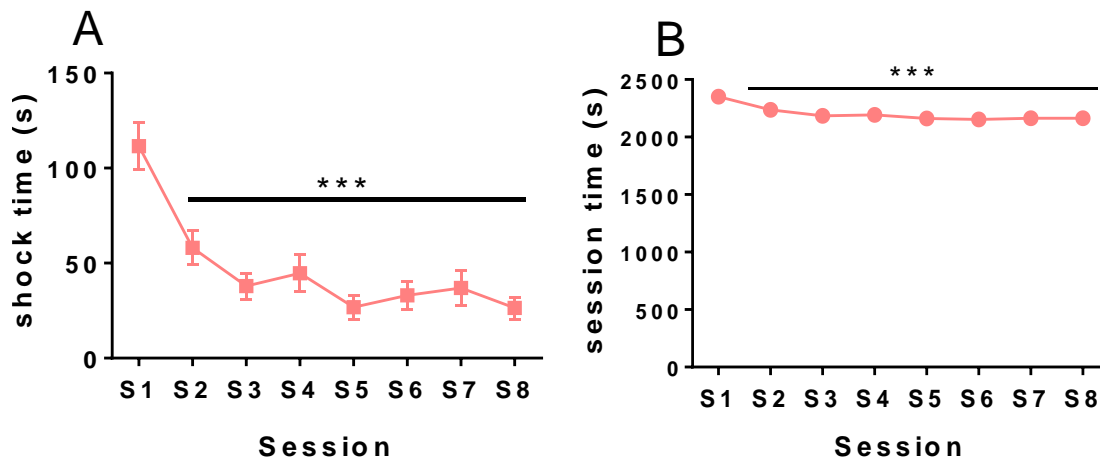 A
shock time (s)
150
100
50
0
***
S1 S2 S3 S4 S5 S6 S7 S8
Session
B
session time (s)
2500
2000
1500
1000
500
0
***
S1 S2 S3 S4 S5 S6 S7 S8
Session